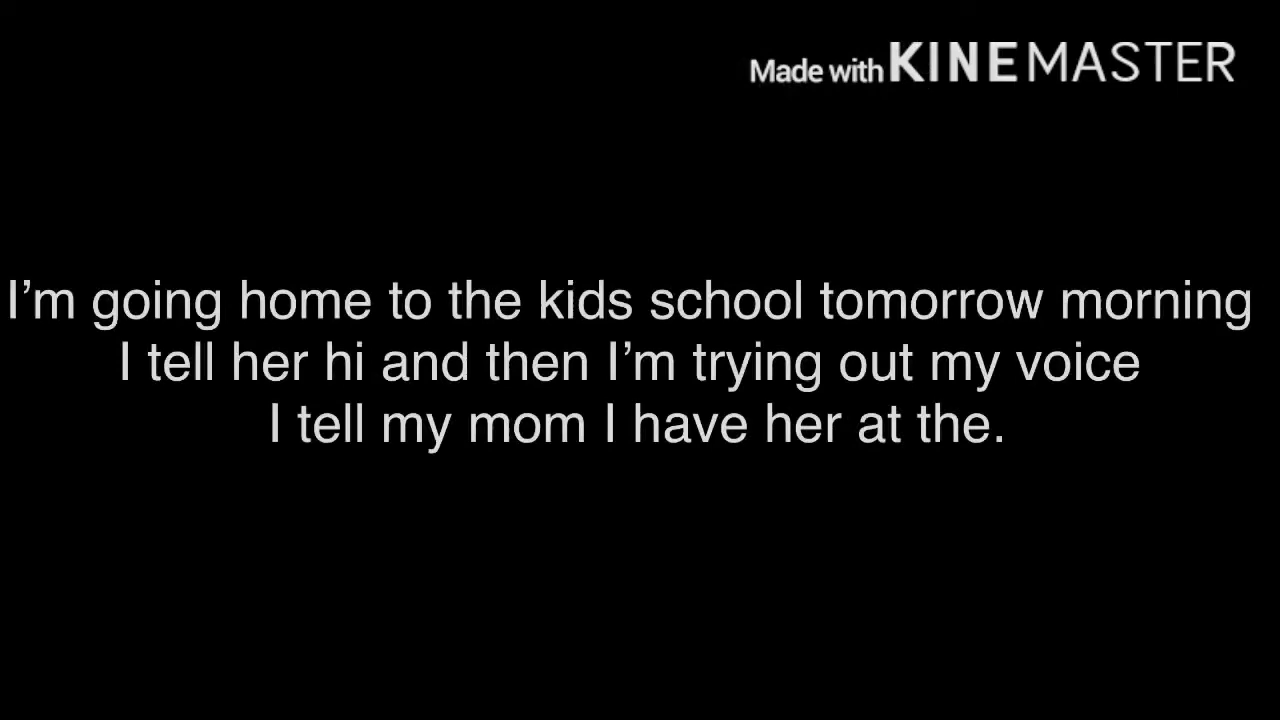 Made with KINEMASTER
I'm going home to the kids school tomorrow morning
I tell her hi and then I'm trying out my voice
I tell my mom I have her at the.